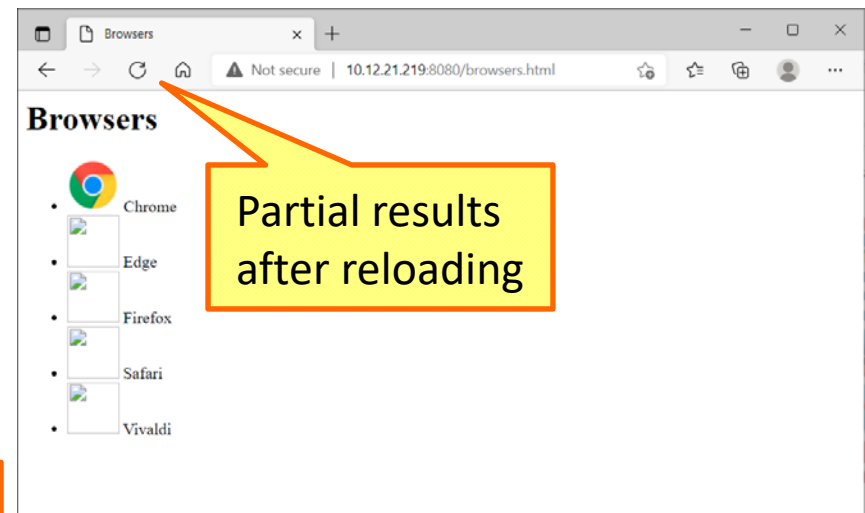 Browsers
Not secure | 10.12.21.219:8080/browsers.html
Browsers
Chrome
Partial results
after reloading
Edge
Firefox
Safari
Vivaldi